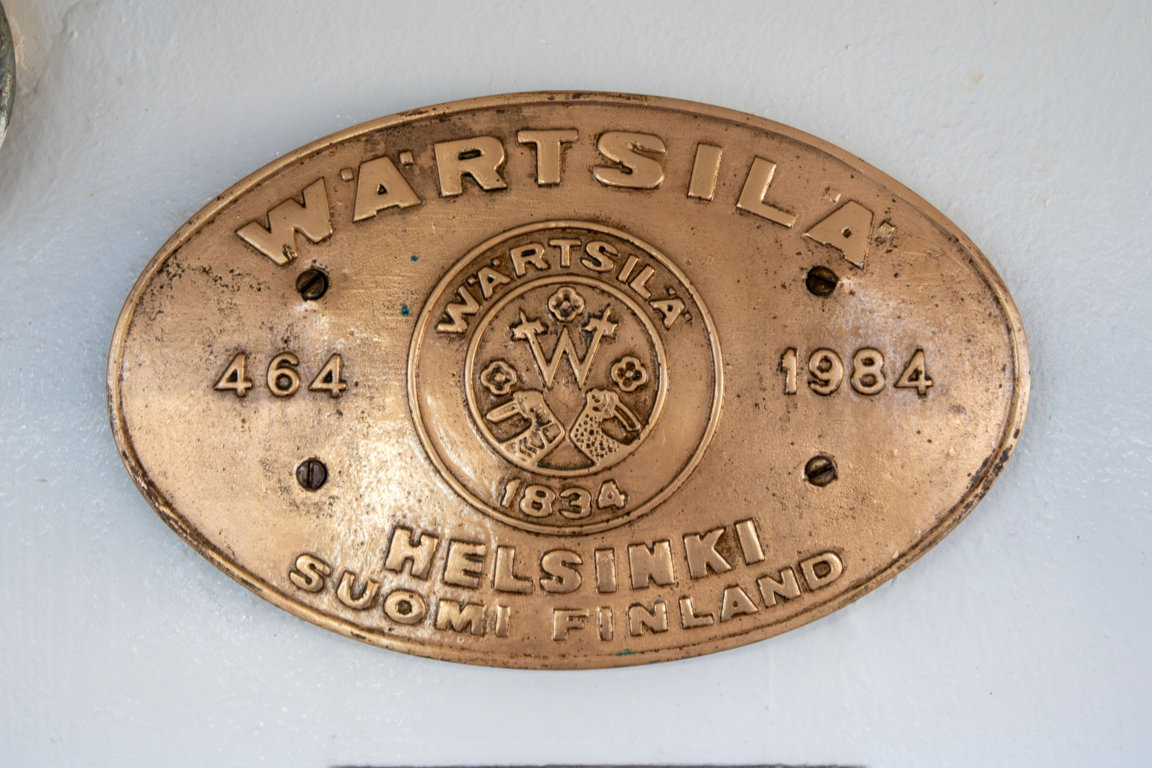 WÄRTSILÄ
WÄRTSILÄ
W
464
1984
1834
HELSINKI
SUOMI FINLAND